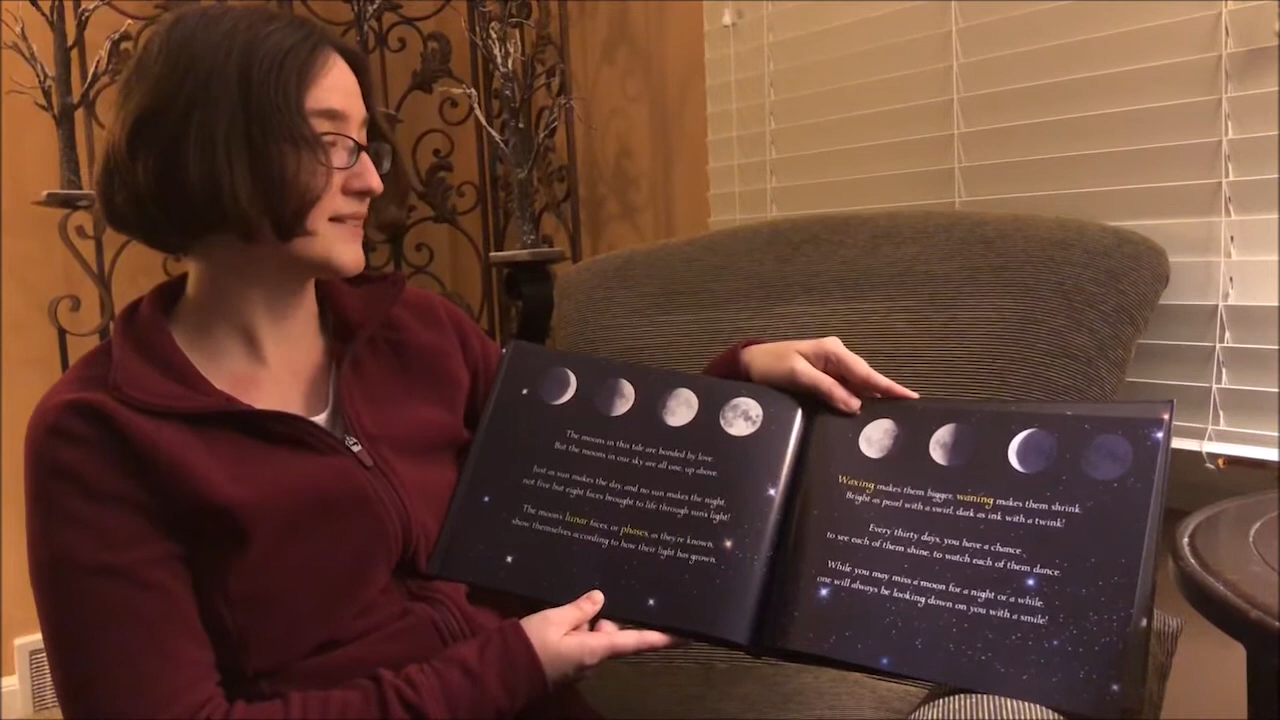 The moons in this tale are bonded by love.
But the moons in our sky are all one, up above.
Just as sun makes the day, and no sun makes the night,
not five but eight faces brought to life through sun's light!
The moon's lunar faces, or phases, as they're known,
show themselves according to how their light has grown.
Waxing makes them bigger, waning makes them shrink.
Bright as pearl with a swirl, dark as ink with a twink!
Every thirty days, you have a chance
to see each of them shine, to watch each of them dance.
While you may miss a moon for a night or a while,
one will always be looking down on you with a smile!